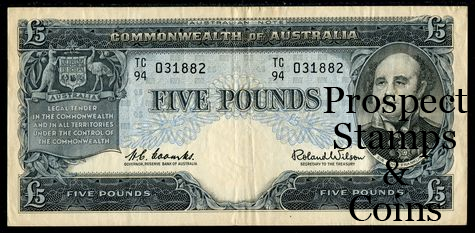 AUSTRALIAN NOTE
£5 COMMONWEALTH OF AUSTRALIA £5
TC 94 031882
TC 94 031882
AUSTRALIA
FIVE POUNDS
LEGAL TENDER
IN THE COMMONWEALTH
AND IN ALL TERRITORIES
UNDER THE CONTROL OF
THE COMMONWEALTH
H.C. Coombs.
GOVERNOR, RESERVE BANK OF AUSTRALIA
Roland Wilson
SECRETARY TO THE TREASURY
£5 FIVE POUNDS FIVE POUNDS £5
Prospect
Stamps
&
Coins